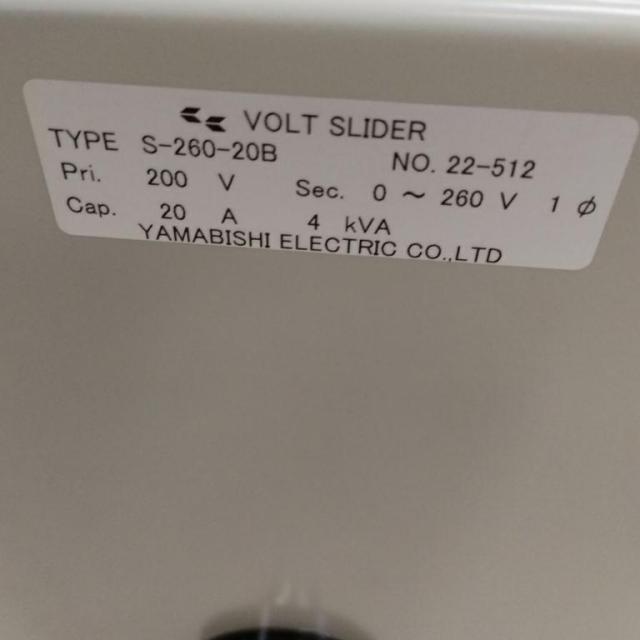 VOLT SLIDER
TYPE S-260-20B NO. 22-512
Pri. 200 V Sec. 0 ~ 260 V 1 ϕ
Cap. 20 A 4 kVA
YAMABISHI ELECTRIC CO.,LTD